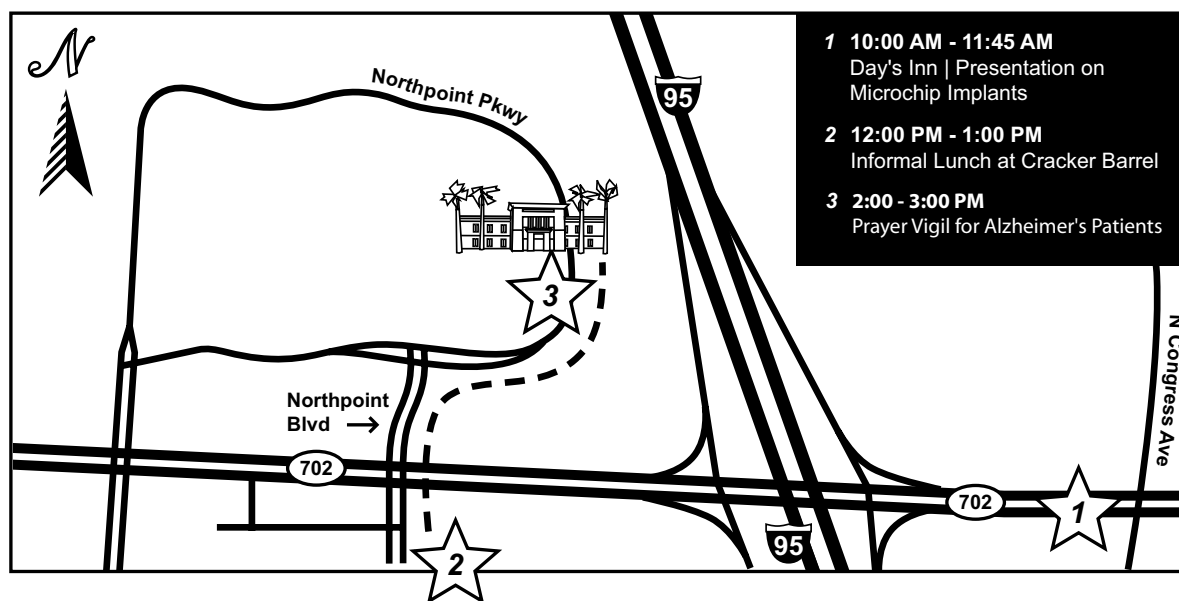 N
Northpoint Pkwy
95
1 10:00 AM - 11:45 AM
Day's Inn | Presentation on
Microchip Implants
2 12:00 PM - 1:00 PM
Informal Lunch at Cracker Barrel
3 2:00 - 3:00 PM
Prayer Vigil for Alzheimer's Patients
3
N Congress Ave
Northpoint
Blvd →
702
702
1
95
2